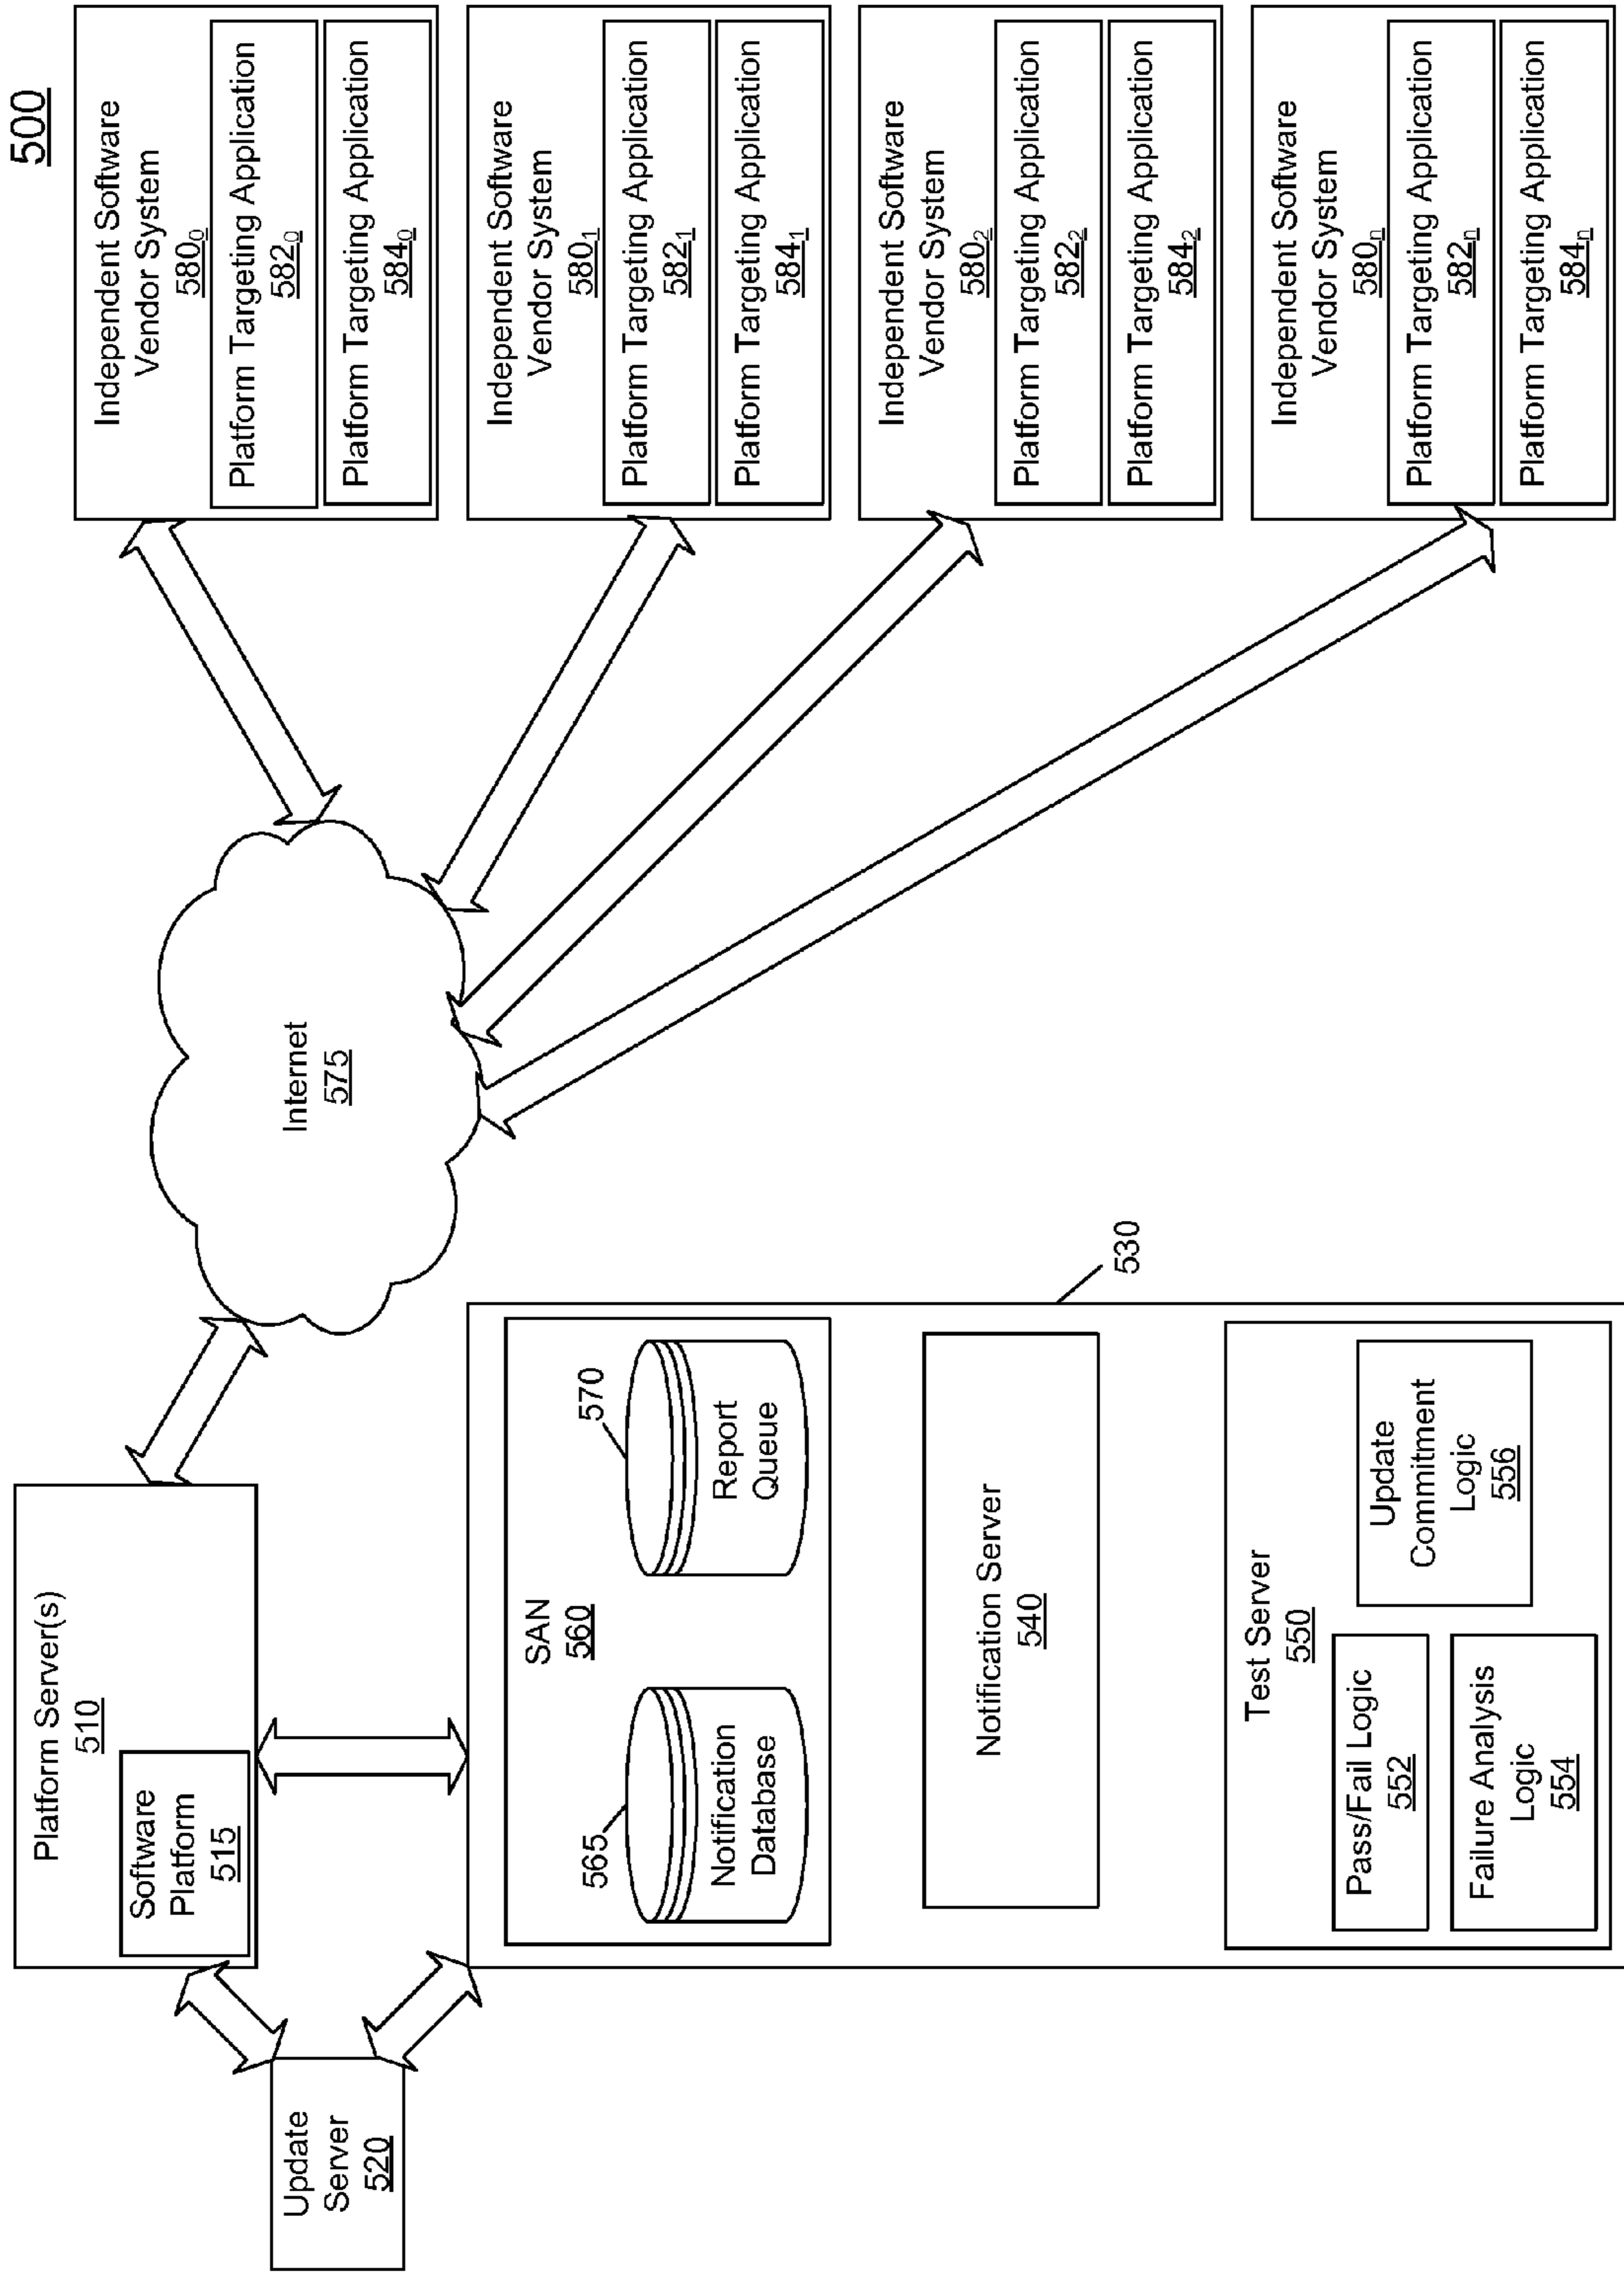 500
Platform Server(s)
510
Software
Platform
515
Update
Server
520
Internet
575
530
SAN
560
565
Notification
Database
570
Report
Queue
Notification Server
540
Test Server
550
Pass/Fail Logic
552
Failure Analysis
Logic
554
Update
Commitment
Logic
556
Independent Software
Vendor System
580₀
Platform Targeting Application
582₀
Platform Targeting Application
584₀
Independent Software
Vendor System
580₁
Platform Targeting Application
582₁
Platform Targeting Application
584₁
Independent Software
Vendor System
580₂
Platform Targeting Application
582₂
Platform Targeting Application
584₂
Independent Software
Vendor System
580ₙ
Platform Targeting Application
582ₙ
Platform Targeting Application
584ₙ